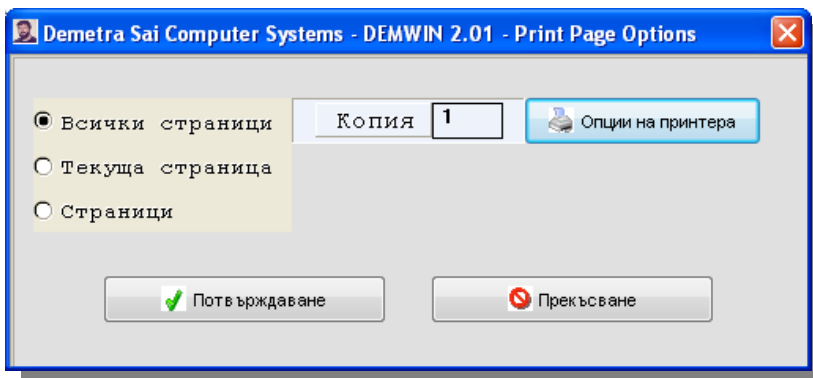 Demetra Sai Computer Systems - DEMWIN 2.01 - Print Page Options
Всички страници Копия 1 Опции на принтера
Текуща страница
Страници
Потвърждаване Прекъсване